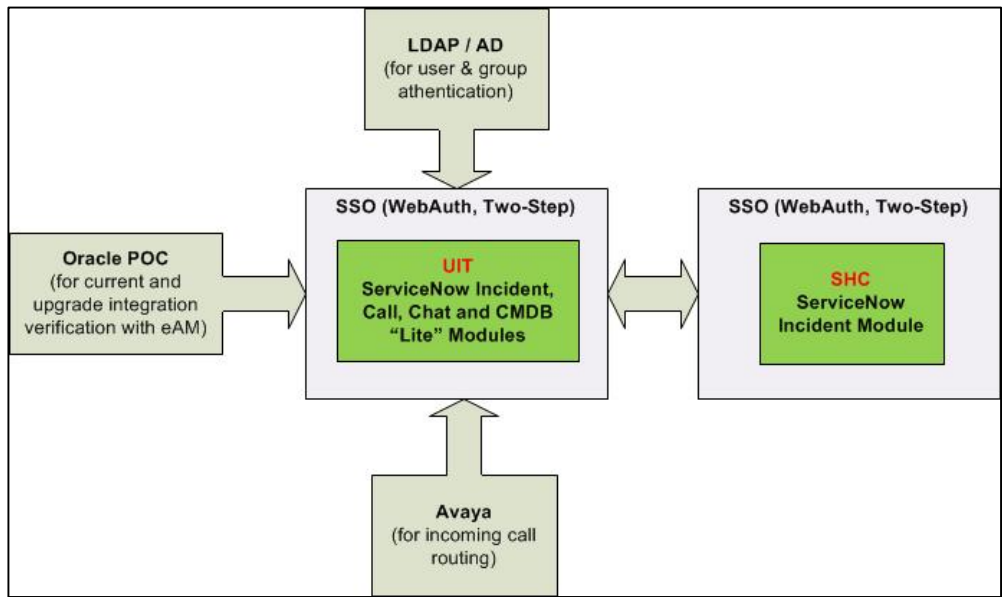 LDAP / AD
(for user & group
athentication)
SSO (WebAuth, Two-Step)
SSO (WebAuth, Two-Step)
Oracle POC
(for current and
upgrade integration
verification with eAM)
UIT
ServiceNow Incident,
Call, Chat and CMDB
“Lite” Modules
SHC
ServiceNow
Incident Module
Avaya
(for incoming call
routing)